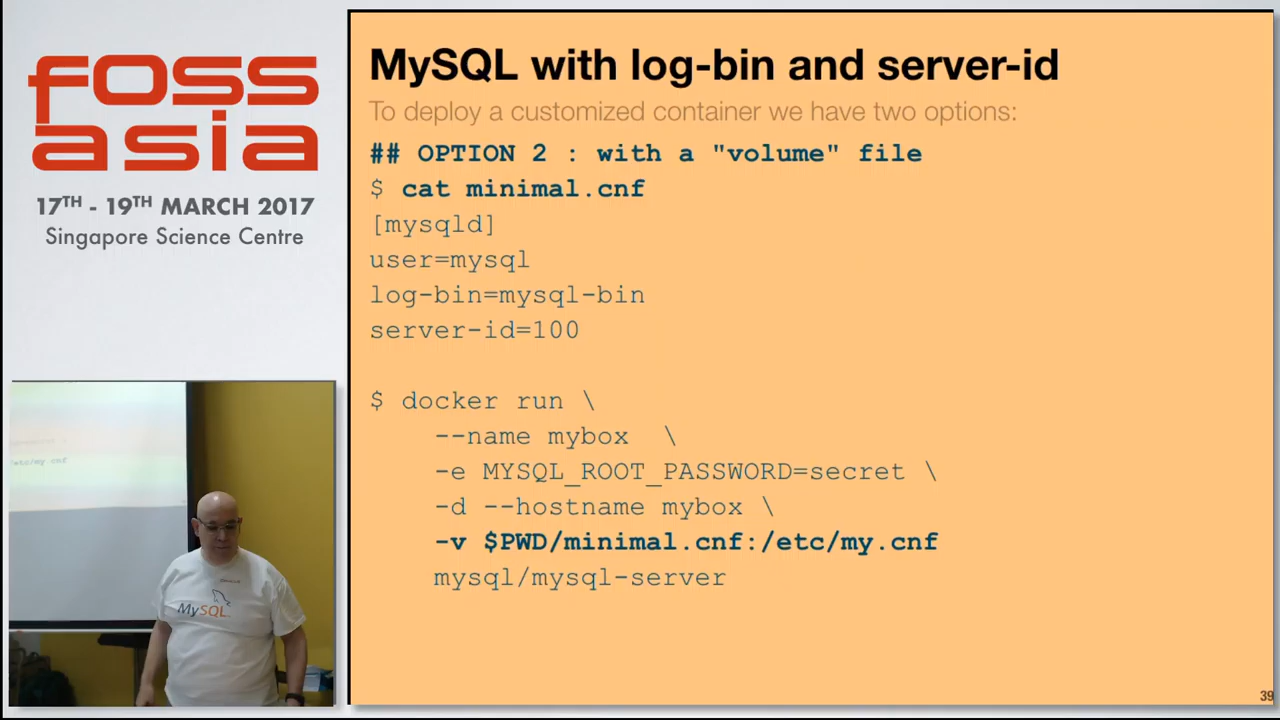 foss
asia
17TH - 19TH MARCH 2017
Singapore Science Centre
MySQL with log-bin and server-id
To deploy a customized container we have two options:
## OPTION 2 : with a "volume" file
$ cat minimal.cnf
[mysqld]
user=mysql
log-bin=mysql-bin
server-id=100
$ docker run \
--name mybox \
-e MYSQL_ROOT_PASSWORD=secret \
-d --hostname mybox \
-v $PWD/minimal.cnf:/etc/my.cnf
mysql/mysql-server
39
/etc/my.cnf
MySQL